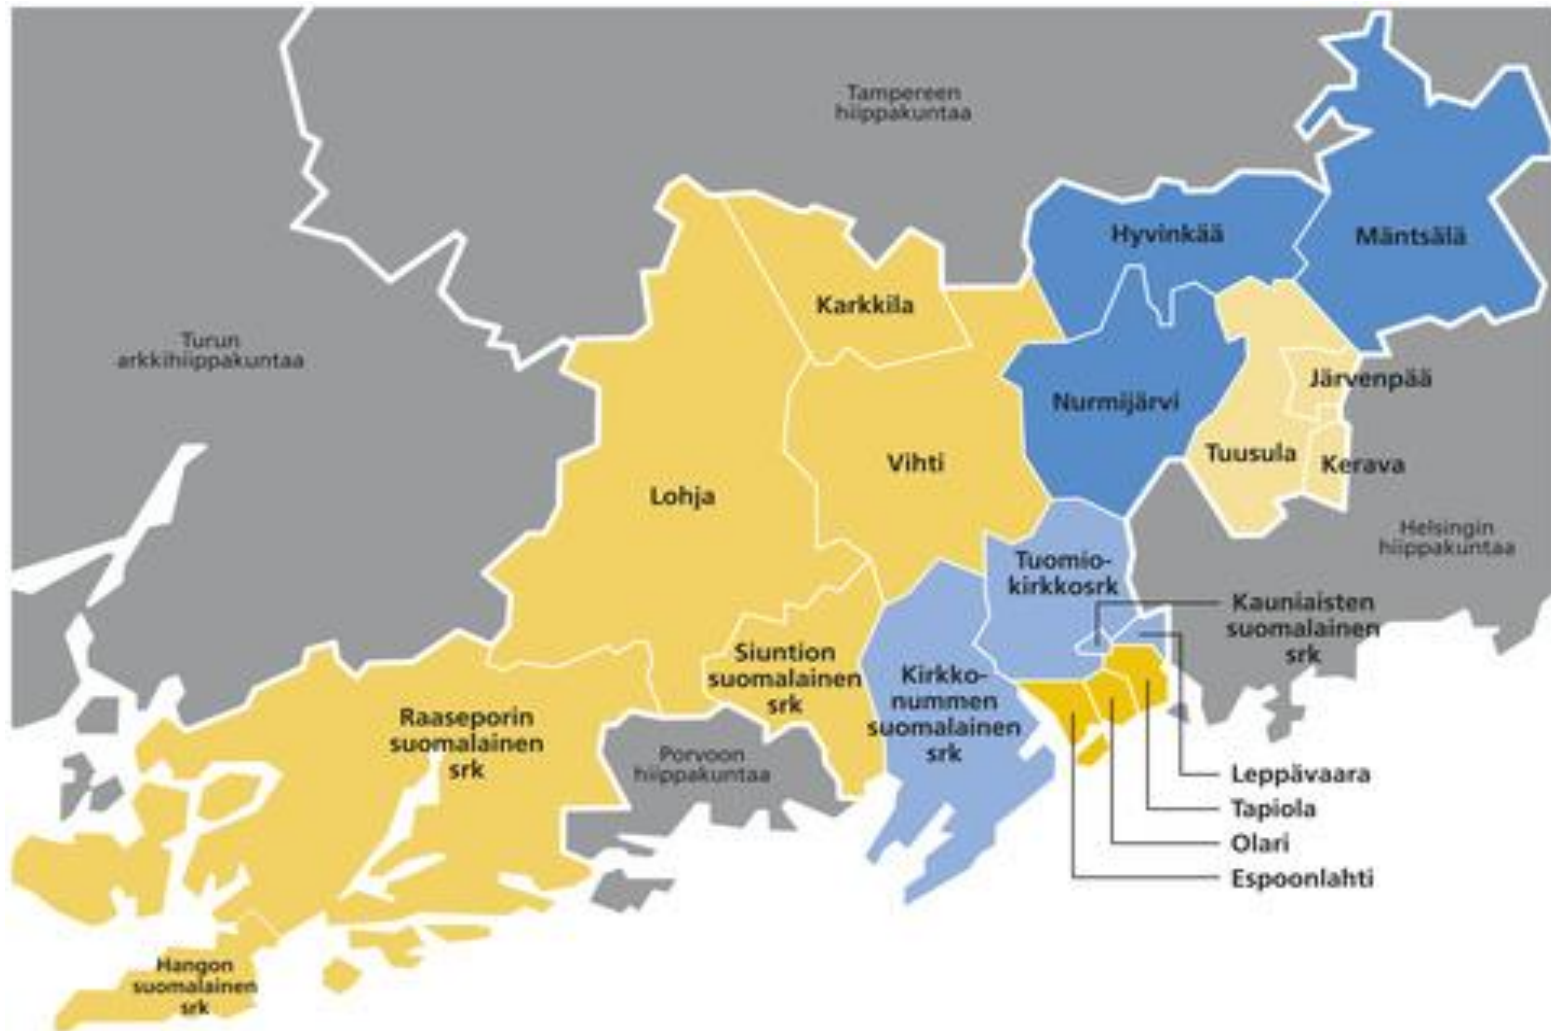 Tampereen
hiippakuntaa
Hyvinkää
Mäntsälä
Karkkila
Turun
arkkihiippakuntaa
Järvenpää
Nurmijärvi
Tuusula
Kerava
Vihti
Lohja
Helsingin
hiippakuntaa
Tuomio-
kirkkosrk
Kauniaisten
suomalainen
srk
Siuntion
suomalainen
srk
Kirkko-
nummen
suomalainen
srk
Raaseporin
suomalainen
srk
Porvoon
hiippakuntaa
Leppävaara
Tapiola
Olari
Espoonlahti
Hangon
suomalainen
srk